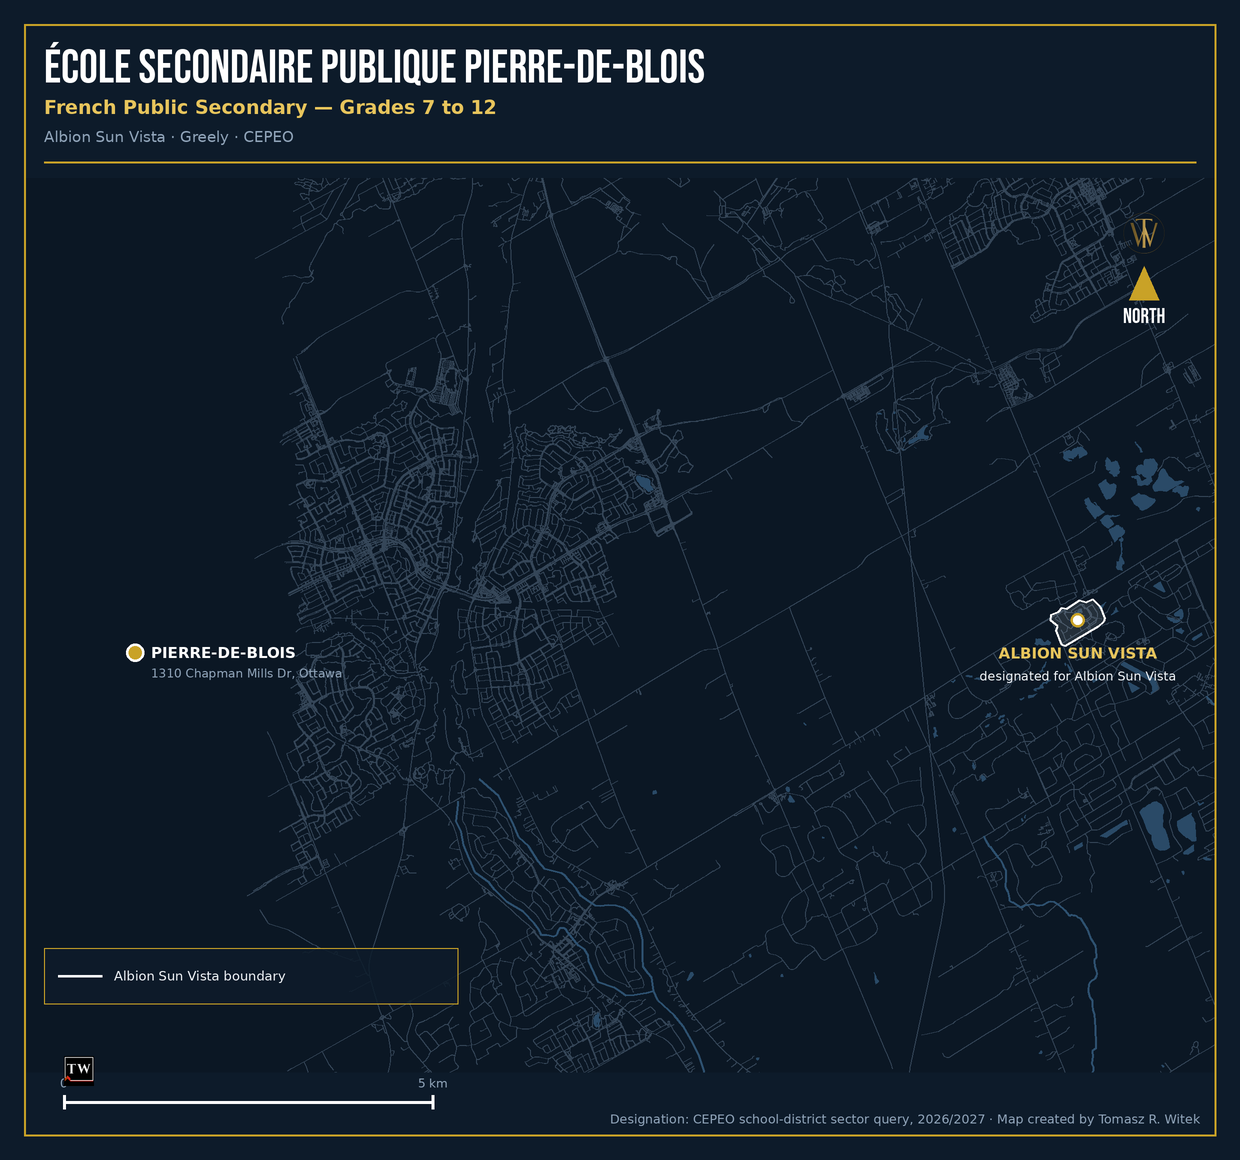 ÉCOLE SECONDAIRE PUBLIQUE PIERRE-DE-BLOIS
French Public Secondary — Grades 7 to 12
Albion Sun Vista · Greely · CEPEO
TW
NORTH
PIERRE-DE-BLOIS
1310 Chapman Mills Dr, Ottawa
ALBION SUN VISTA
designated for Albion Sun Vista
Albion Sun Vista boundary
TW
0 5 km
Designation: CEPEO school-district sector query, 2026/2027 · Map created by Tomasz R. Witek